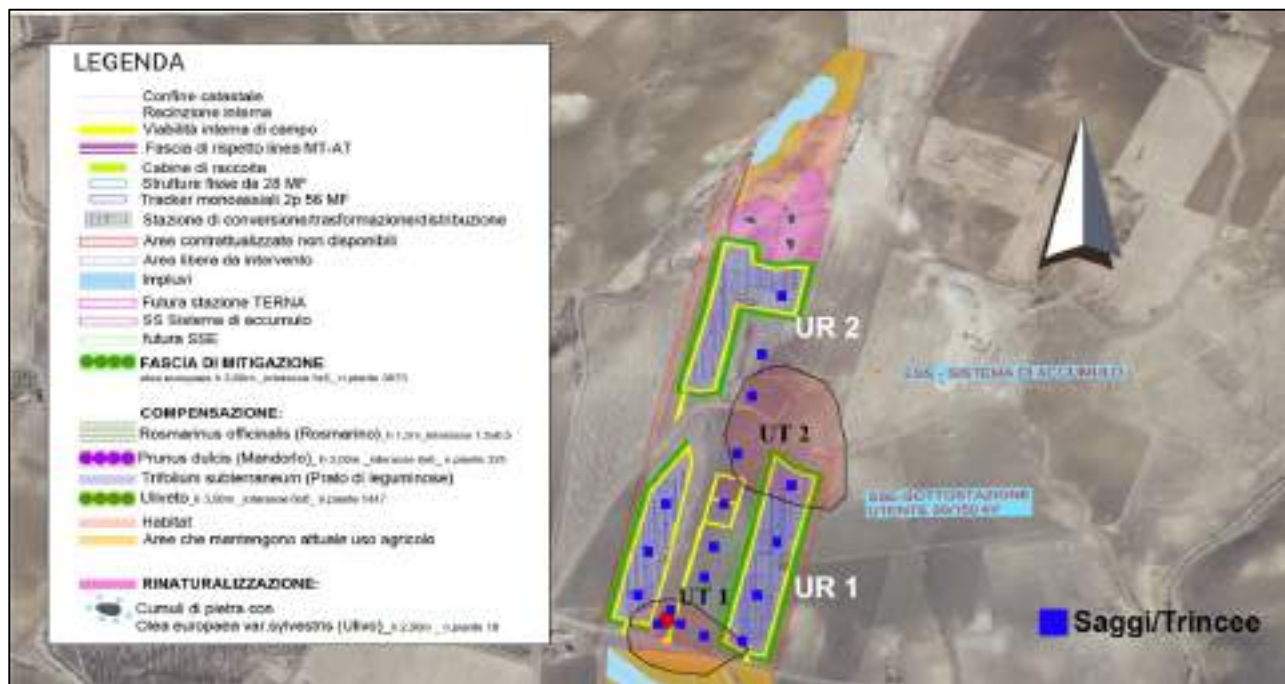 LEGENDA
Confine catastale
Recinzione interna
Viabilità interna di campo
Fascia di rispetto linea MT-AT
Cabine di raccolta
Strutture fisse da 28 MF
Tracker monoassiali 2p 56 MF
Stazione di conversione/trasformazione/distribuzione
Aree contrattualizzate non disponibili
Area libera da intervento
Impluvi
Futura stazione TERNA
SS Sistema di accumulo
futura SSE
FASCIA DI MITIGAZIONE
COMPENSAZIONE:
Rosmarinus officinalis (Rosmarino)
Prunus dulcis (Mandorlo)
Trifolium subterraneum (Prato di leguminose)
Uliveto
Habitat
Aree che mantengono attuale uso agricolo
RINATURALIZZAZIONE:
Cumuli di pietra con
Olea europaea var.sylvestris (Ulivo)
UR 2
SISTEMA DI ACCUMULO
UT 2
SOTTOSTAZIONE
UTENTE
UT 1
UR 1
Saggi/Trincee